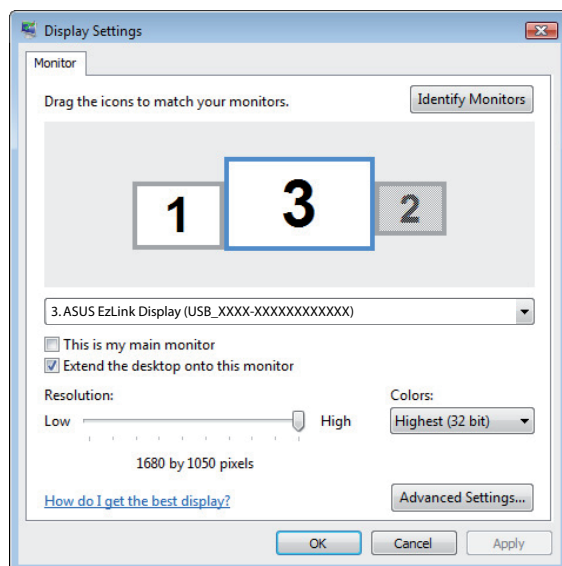 Display Settings
Monitor
Drag the icons to match your monitors.
Identify Monitors
1 3 2
3. ASUS EzLink Display (USB_XXXX-XXXXXXXXXXXX)
This is my main monitor
Extend the desktop onto this monitor
Resolution:
Colors:
Low
High
Highest (32 bit)
1680 by 1050 pixels
How do I get the best display?
Advanced Settings...
OK
Cancel
Apply